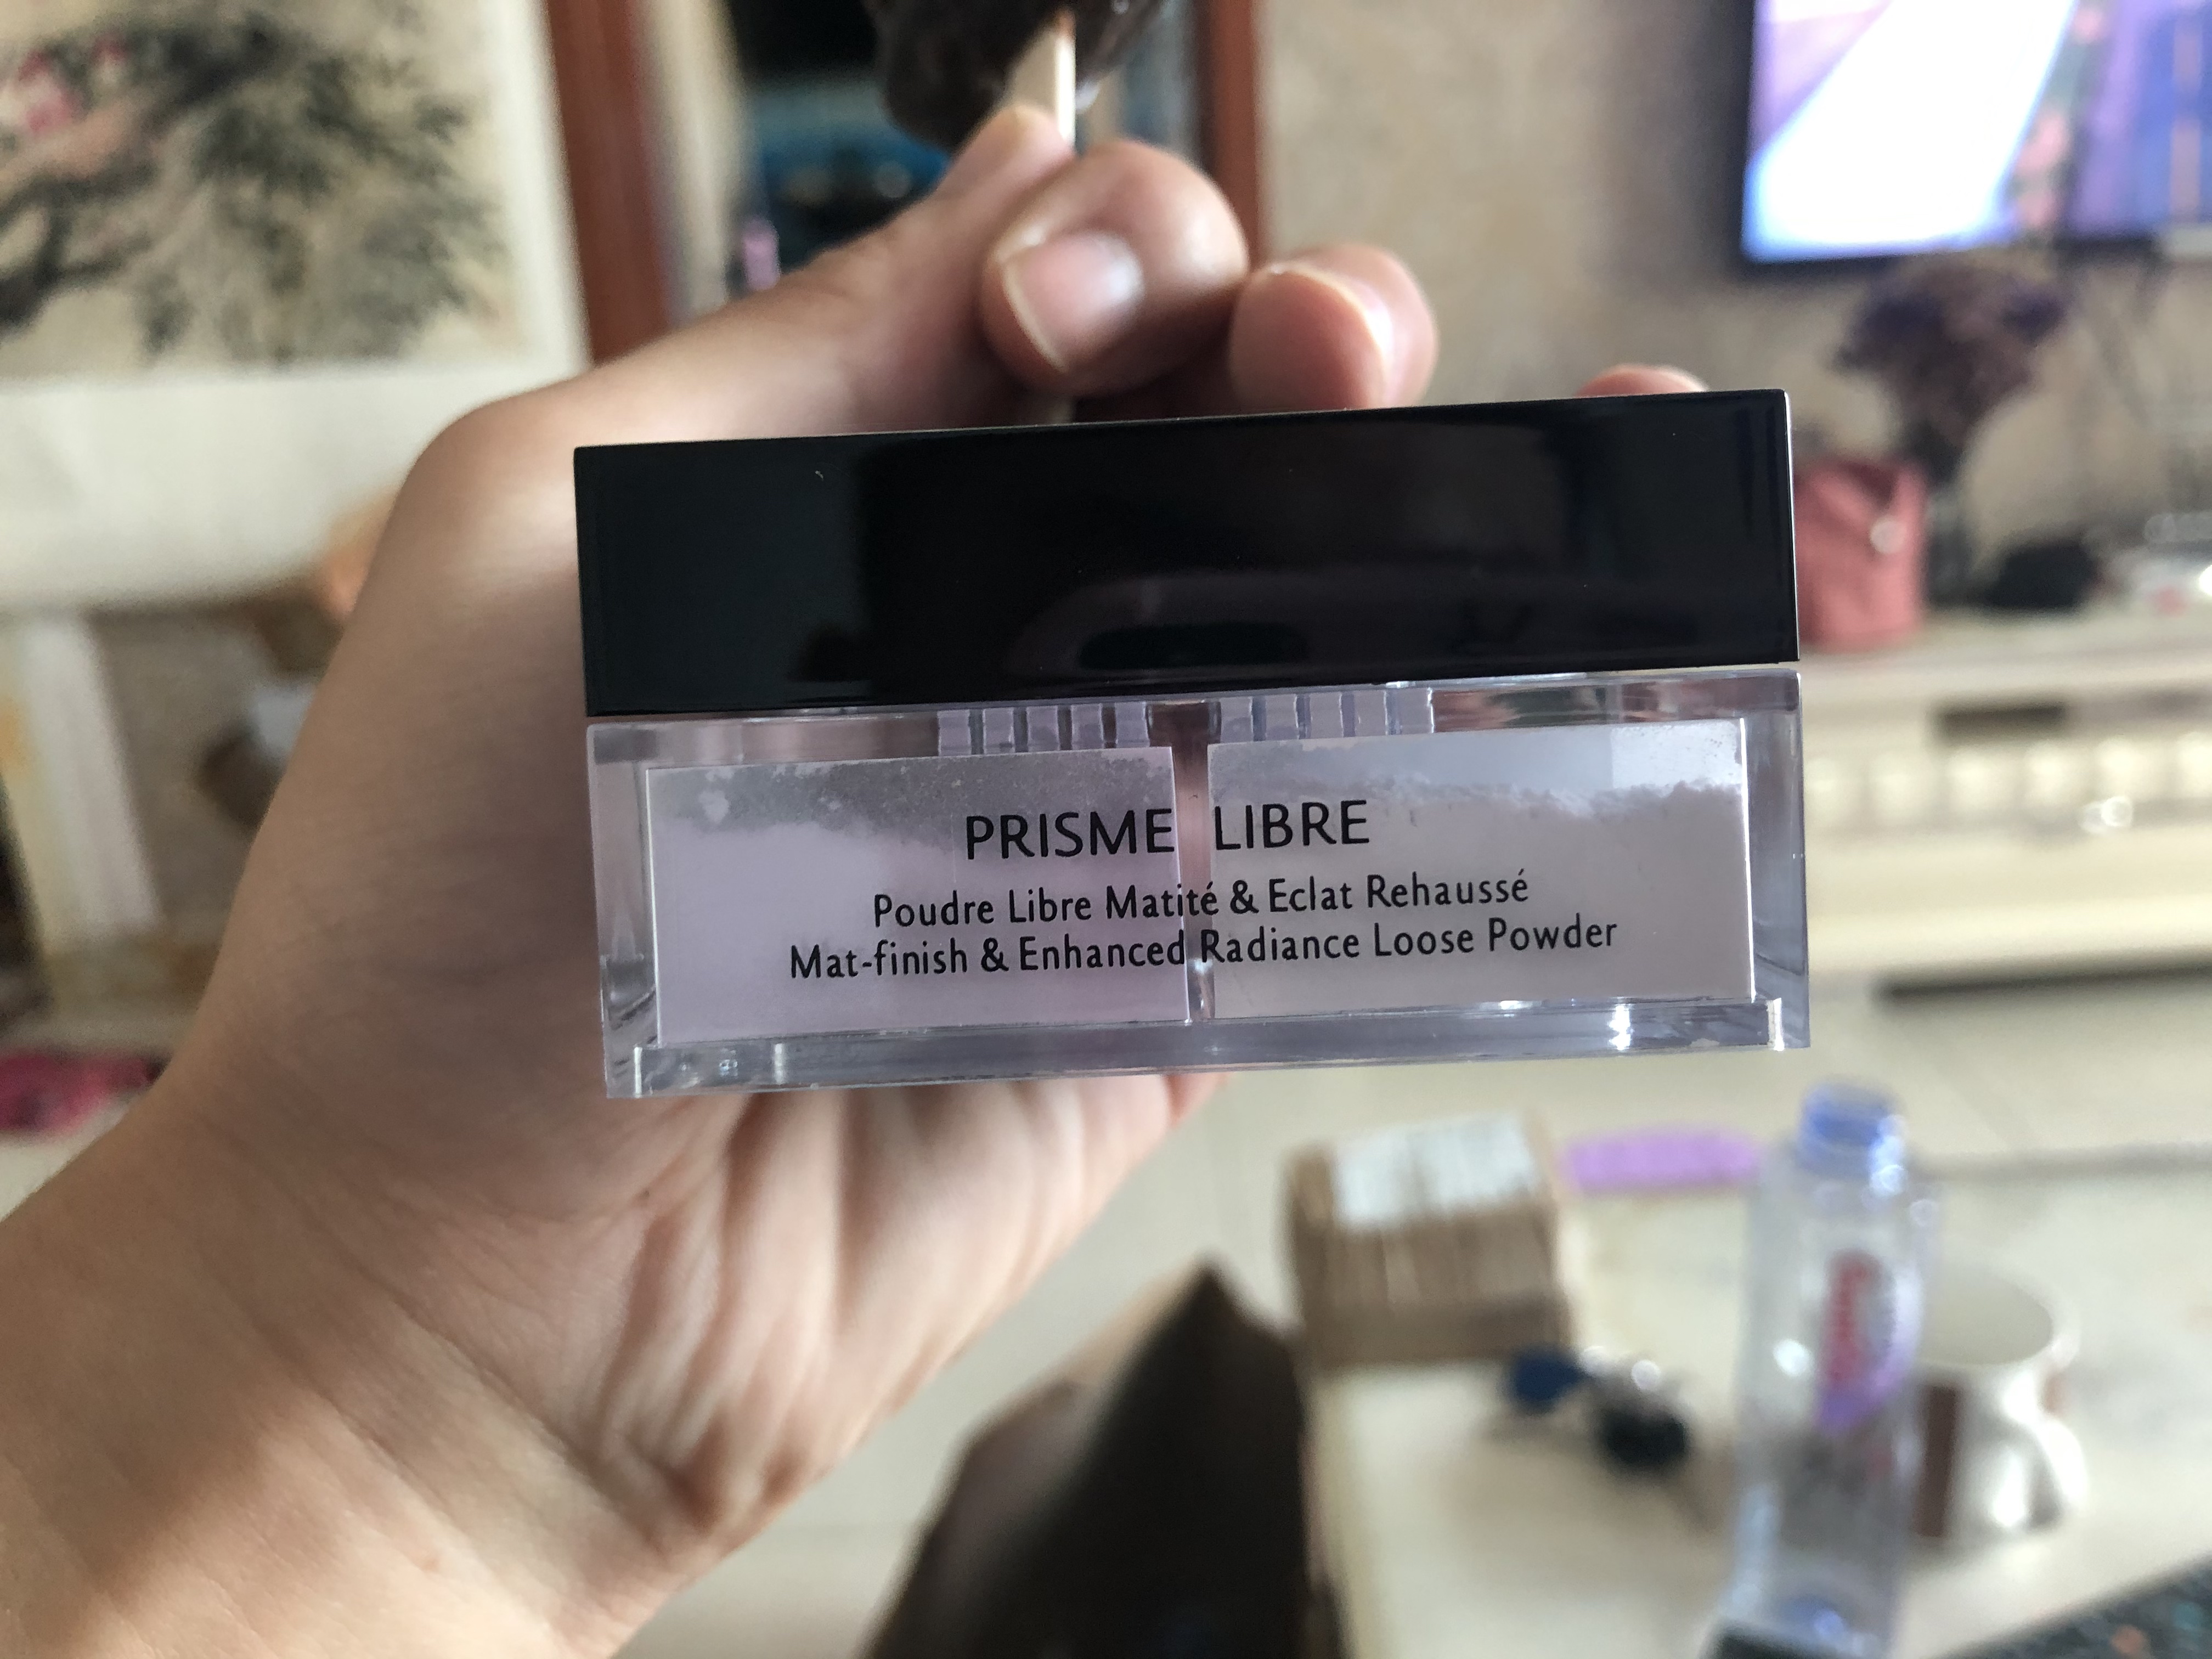 PRISME LIBRE
Poudre Libre Matité & Eclat Rehaussé
Mat-finish & Enhanced Radiance Loose Powder